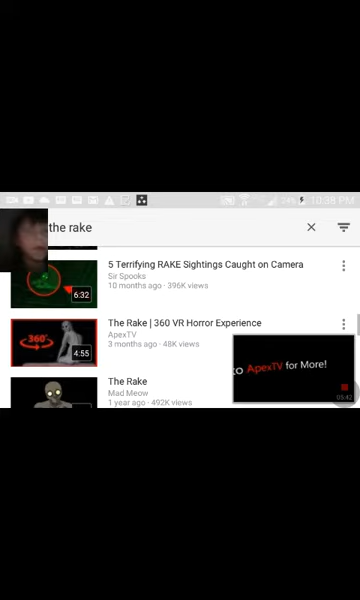 24% 10:38 PM
the rake
5 Terrifying RAKE Sightings Caught on Camera
Sir Spooks
10 months ago · 396K views
6:32
The Rake | 360 VR Horror Experience
ApexTV
3 months ago · 48K views
360°
4:55
to ApexTV for More!
05:42
The Rake
Mad Meow
1 year ago · 492K views